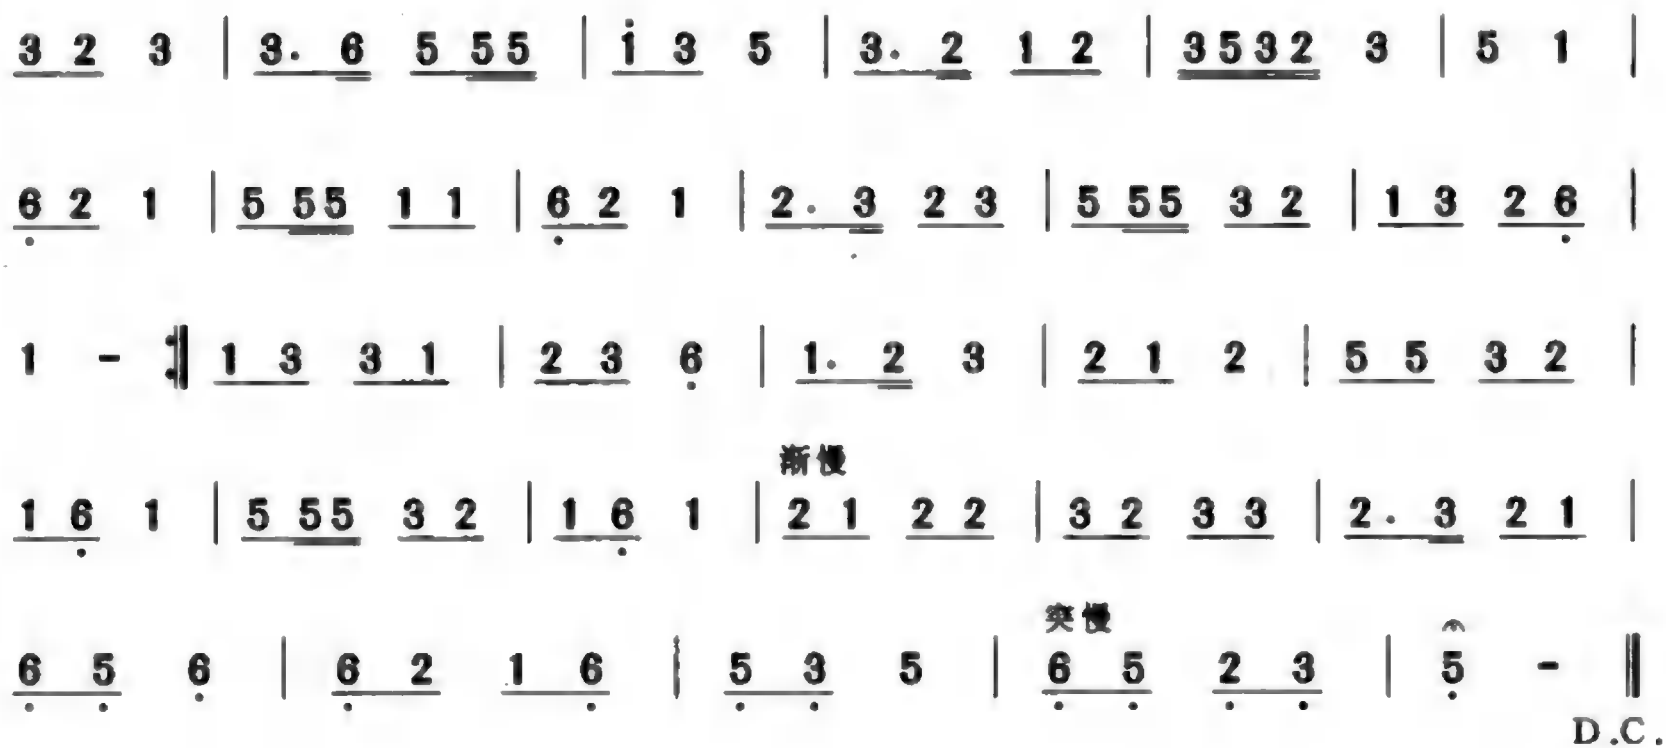 3 2 3 | 3. 6 5 55 | i 3 5 | 3. 2 1 2 | 3532 3 | 5 1 |
6 2 1 | 5 55 1 1 | 6 2 1 | 2. 3 2 3 | 5 55 3 2 | 1 3 2 6 |
1 - :‖ 1 3 3 1 | 2 3 6 | 1. 2 3 | 2 1 2 | 5 5 3 2 |
渐慢
1 6 1 | 5 55 3 2 | 1 6 1 | 2 1 2 2 | 3 2 3 3 | 2. 3 2 1 |
突慢
6 5 6 | 6 2 1 6 | 5 3 5 | 6 5 2 3 | 5 - ‖
D.C.